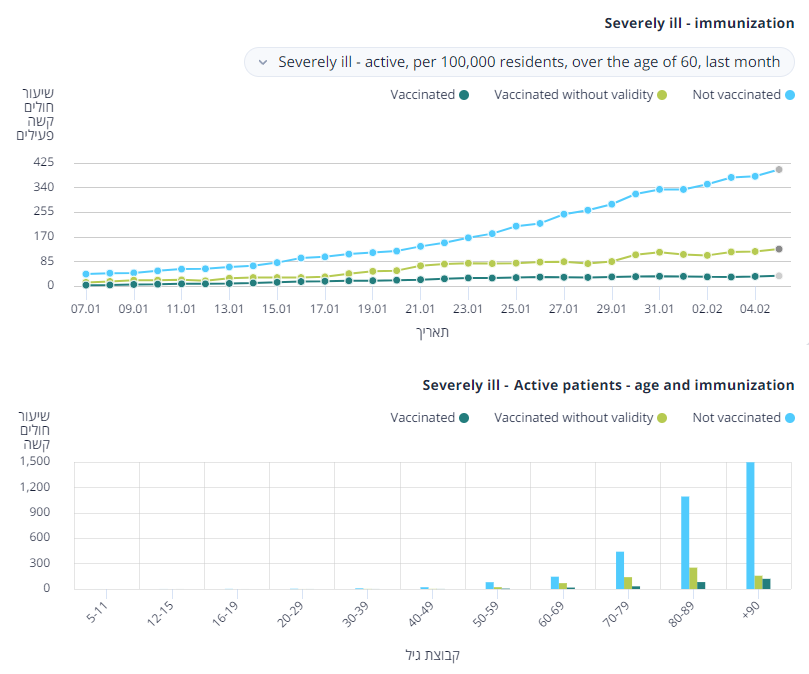 Severely ill - immunization
Severely ill - active, per 100,000 residents, over the age of 60, last month
Vaccinated Vaccinated without validity Not vaccinated
שיעור
חולים
קשה
פעילים
425
340
255
170
85
0
07.01 09.01 11.01 13.01 15.01 17.01 19.01 21.01 23.01 25.01 27.01 29.01 31.01 02.02 04.02
תאריך
Severely ill - Active patients - age and immunization
Vaccinated Vaccinated without validity Not vaccinated
שיעור
חולים
קשה
1,500
1,200
900
600
300
0
5-11 12-15 16-19 20-29 30-39 40-49 50-59 60-69 70-79 80-89 +90
קבוצת גיל